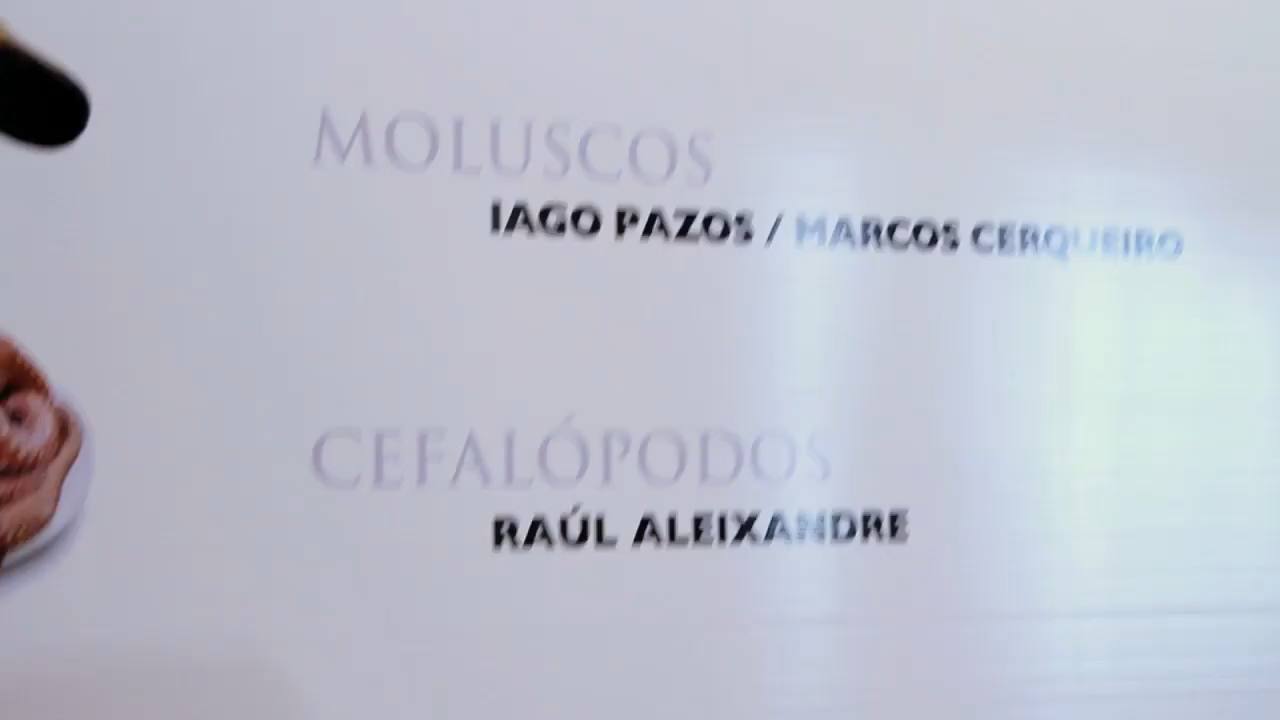 MOLUSCOS
IAGO PAZOS / MARCOS CERQUEIRO
CEFALÓPODOS
RAÚL ALEIXANDRE